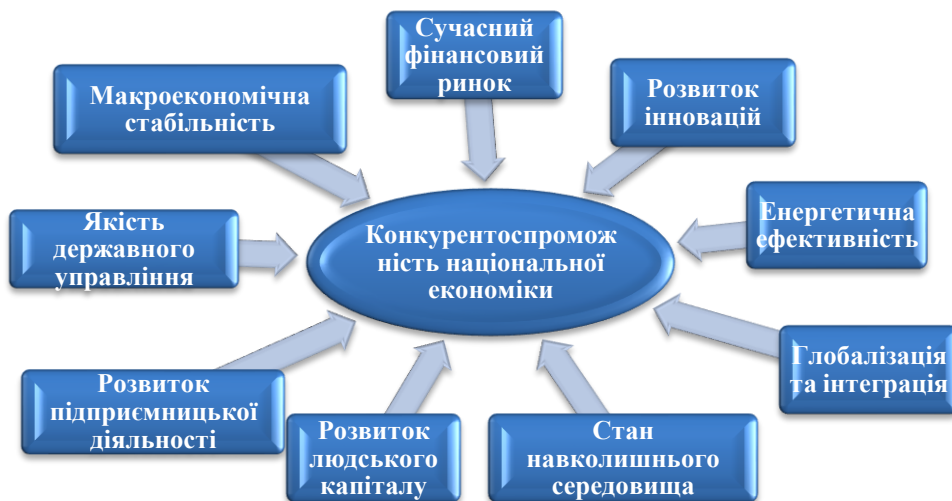 Сучасний
фінансовий
ринок
Макроекономічна
стабільність
Розвиток
інновацій
Якість
державного
управління
Конкурентоспромож
ність національної
економіки
Енергетична
ефективність
Глобалізація
та інтеграція
Розвиток
підприємницької
діяльності
Розвиток
людського
капіталу
Стан
навколишнього
середовища